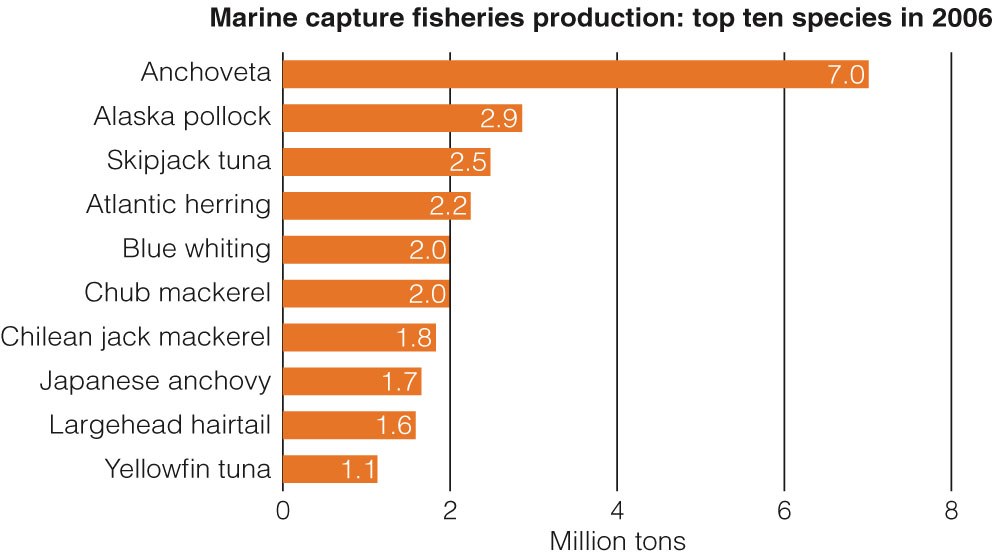 Marine capture fisheries production: top ten species in 2006
Anchoveta 7.0
Alaska pollock 2.9
Skipjack tuna 2.5
Atlantic herring 2.2
Blue whiting 2.0
Chub mackerel 2.0
Chilean jack mackerel 1.8
Japanese anchovy 1.7
Largehead hairtail 1.6
Yellowfin tuna 1.1
0 2 4 6 8
Million tons